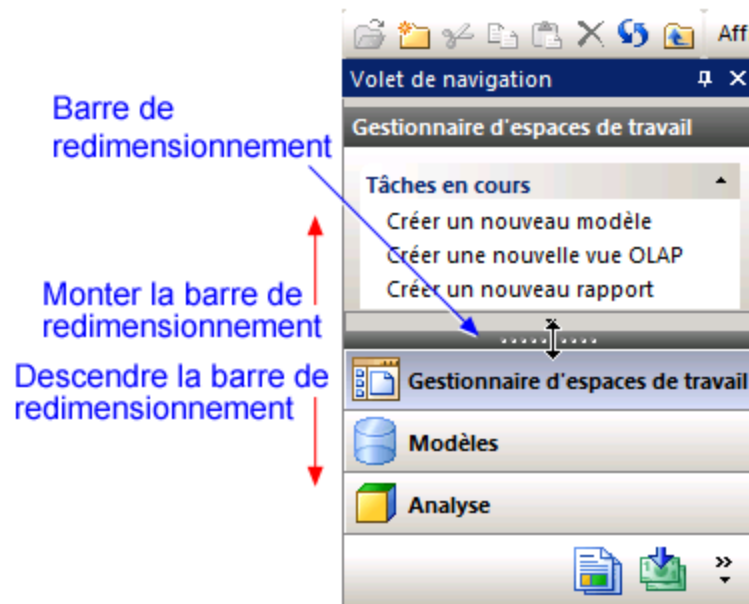 Aff
Volet de navigation
Barre de
redimensionnement
Gestionnaire d'espaces de travail
Tâches en cours
Créer un nouveau modèle
Créer une nouvelle vue OLAP
Créer un nouveau rapport
Monter la barre de
redimensionnement
Descendre la barre de
redimensionnement
Gestionnaire d'espaces de travail
Modèles
Analyse